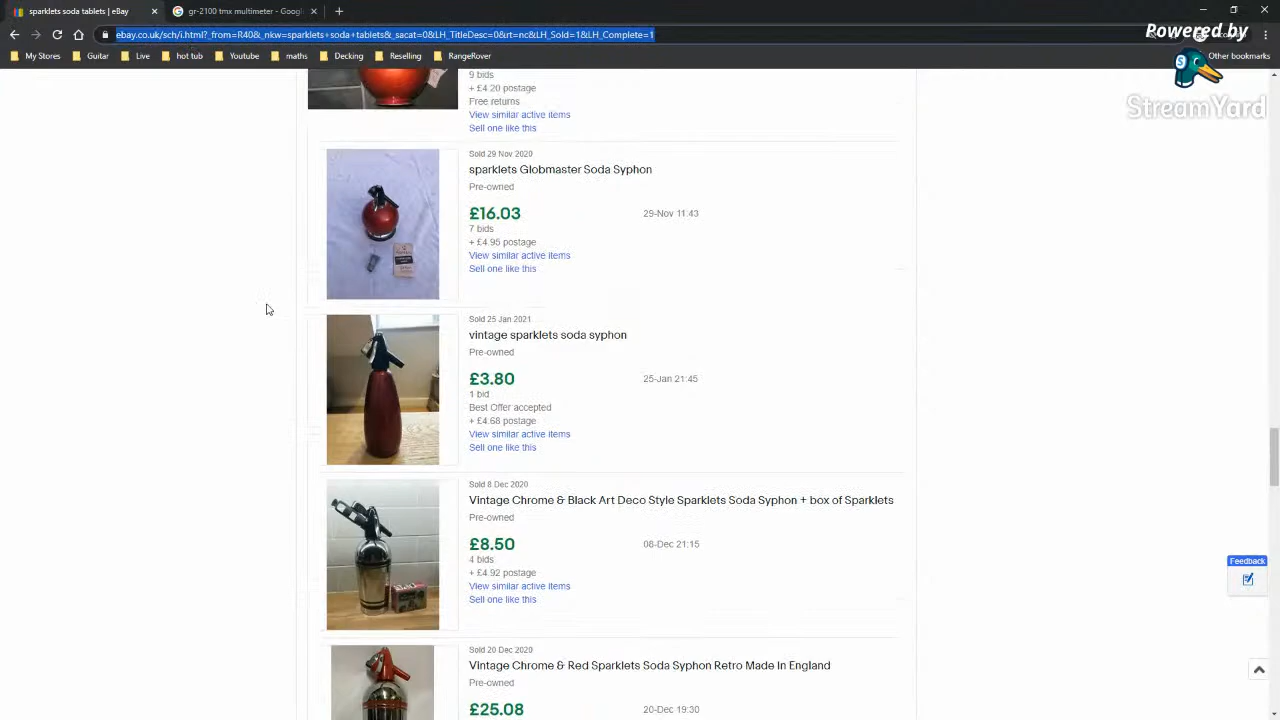 sparklets soda tablets | eBay
gr-2100 tmx multimeter - Google
ebay.co.uk/sch/i.html?_from=R40&_nkw=sparklets+soda+tablets&_sacat=0&LH_TitleDesc=0&rt=nc&LH_Sold=1&LH_Complete=1
My Stores Guitar Live hot tub Youtube maths Decking Reselling RangeRover Other bookmarks
Powered by
StreamYard
9 bids
+ £4.20 postage
Free returns
View similar active items
Sell one like this
Sold 29 Nov 2020
sparklets Globmaster Soda Syphon
Pre-owned
£16.03 29-Nov 11:43
7 bids
+ £4.95 postage
View similar active items
Sell one like this
Sold 25 Jan 2021
vintage sparklets soda syphon
Pre-owned
£3.80 25-Jan 21:45
1 bid
Best Offer accepted
+ £4.68 postage
View similar active items
Sell one like this
Sold 8 Dec 2020
Vintage Chrome & Black Art Deco Style Sparklets Soda Syphon + box of Sparklets
Pre-owned
£8.50 08-Dec 21:15
4 bids
+ £4.92 postage
View similar active items
Sell one like this
Feedback
Sold 20 Dec 2020
Vintage Chrome & Red Sparklets Soda Syphon Retro Made In England
Pre-owned
£25.08 20-Dec 19:30